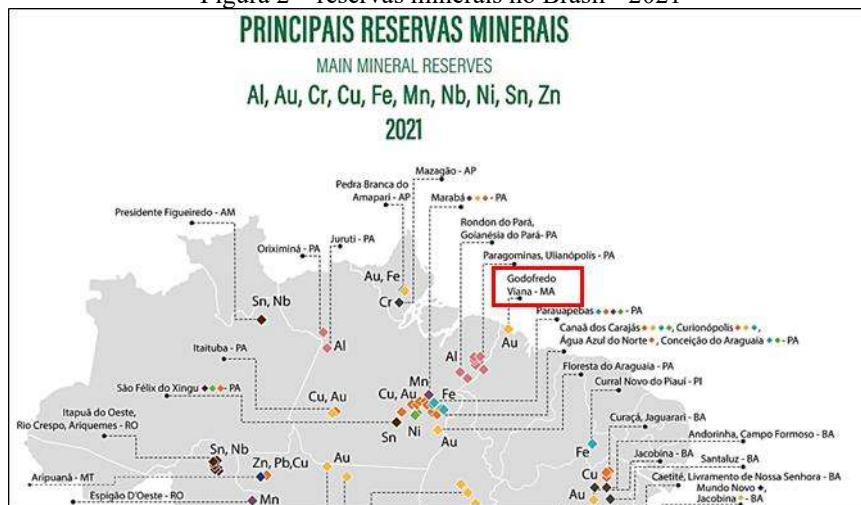 Figura 2 – reservas minerais no Brasil - 2021
PRINCIPAIS RESERVAS MINERAIS
MAIN MINERAL RESERVES
Al, Au, Cr, Cu, Fe, Mn, Nb, Ni, Sn, Zn
2021
Mazagão - AP
Pedra Branca do
Amapari - AP
Marabá - PA
Presidente Figueiredo - AM
Rondon do Pará,
Goianésia do Pará- PA
Juruti - PA
Oriximiná - PA
Paragominas, Ulianópolis - PA
Au, Fe
Godofredo
Viana - MA
Sn, Nb
Cr
Parauapebas - PA
Canaã dos Carajás , Curionópolis ,
Água Azul do Norte , Conceição do Araguaia - PA
Au
Al
Al
Itaituba - PA
Floresta do Araguaia - PA
Mn
Curral Novo do Piauí - PI
São Félix do Xingu - PA
Cu, Au
Cu, Au
Fe
Itapuã do Oeste,
Rio Crespo, Ariquemes - RO
Curaçá, Jaguarari - BA
Ni
Sn
Au
Andorinha, Campo Formoso - BA
Sn, Nb
Fe
Jacobina - BA
Zn, Pb,Cu
Au
Santaluz - BA
Aripuanã - MT
Cu
Caetité, Livramento de Nossa Senhora - BA
Mundo Novo ,
Espigão D'Oeste - RO
Mn
Au
Jacobina - BA